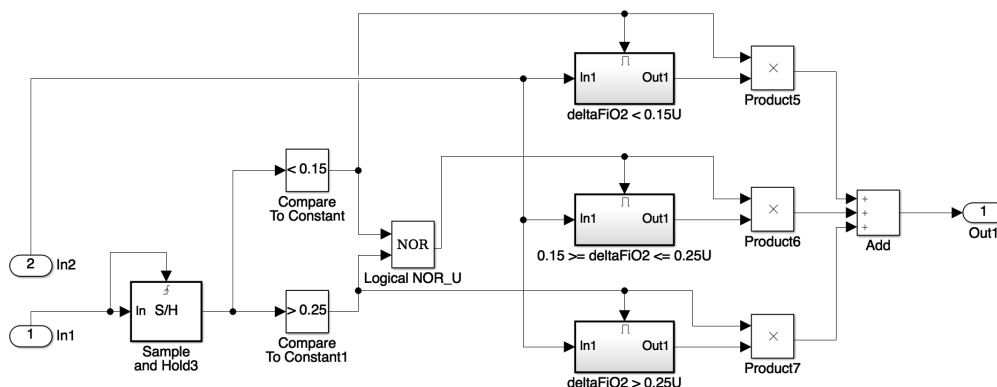 In1 Out1
×
deltaFiO2 < 0.15U
Product5
< 0.15
Compare
To Constant
NOR
Logical NOR_U
In1 Out1
×
0.15 >= deltaFiO2 <= 0.25U
Product6
+
+
+
Add
1
Out1
2
In2
In S/H
1
In1
Sample
and Hold3
> 0.25
Compare
To Constant1
In1 Out1
×
deltaFiO2 > 0.25U
Product7